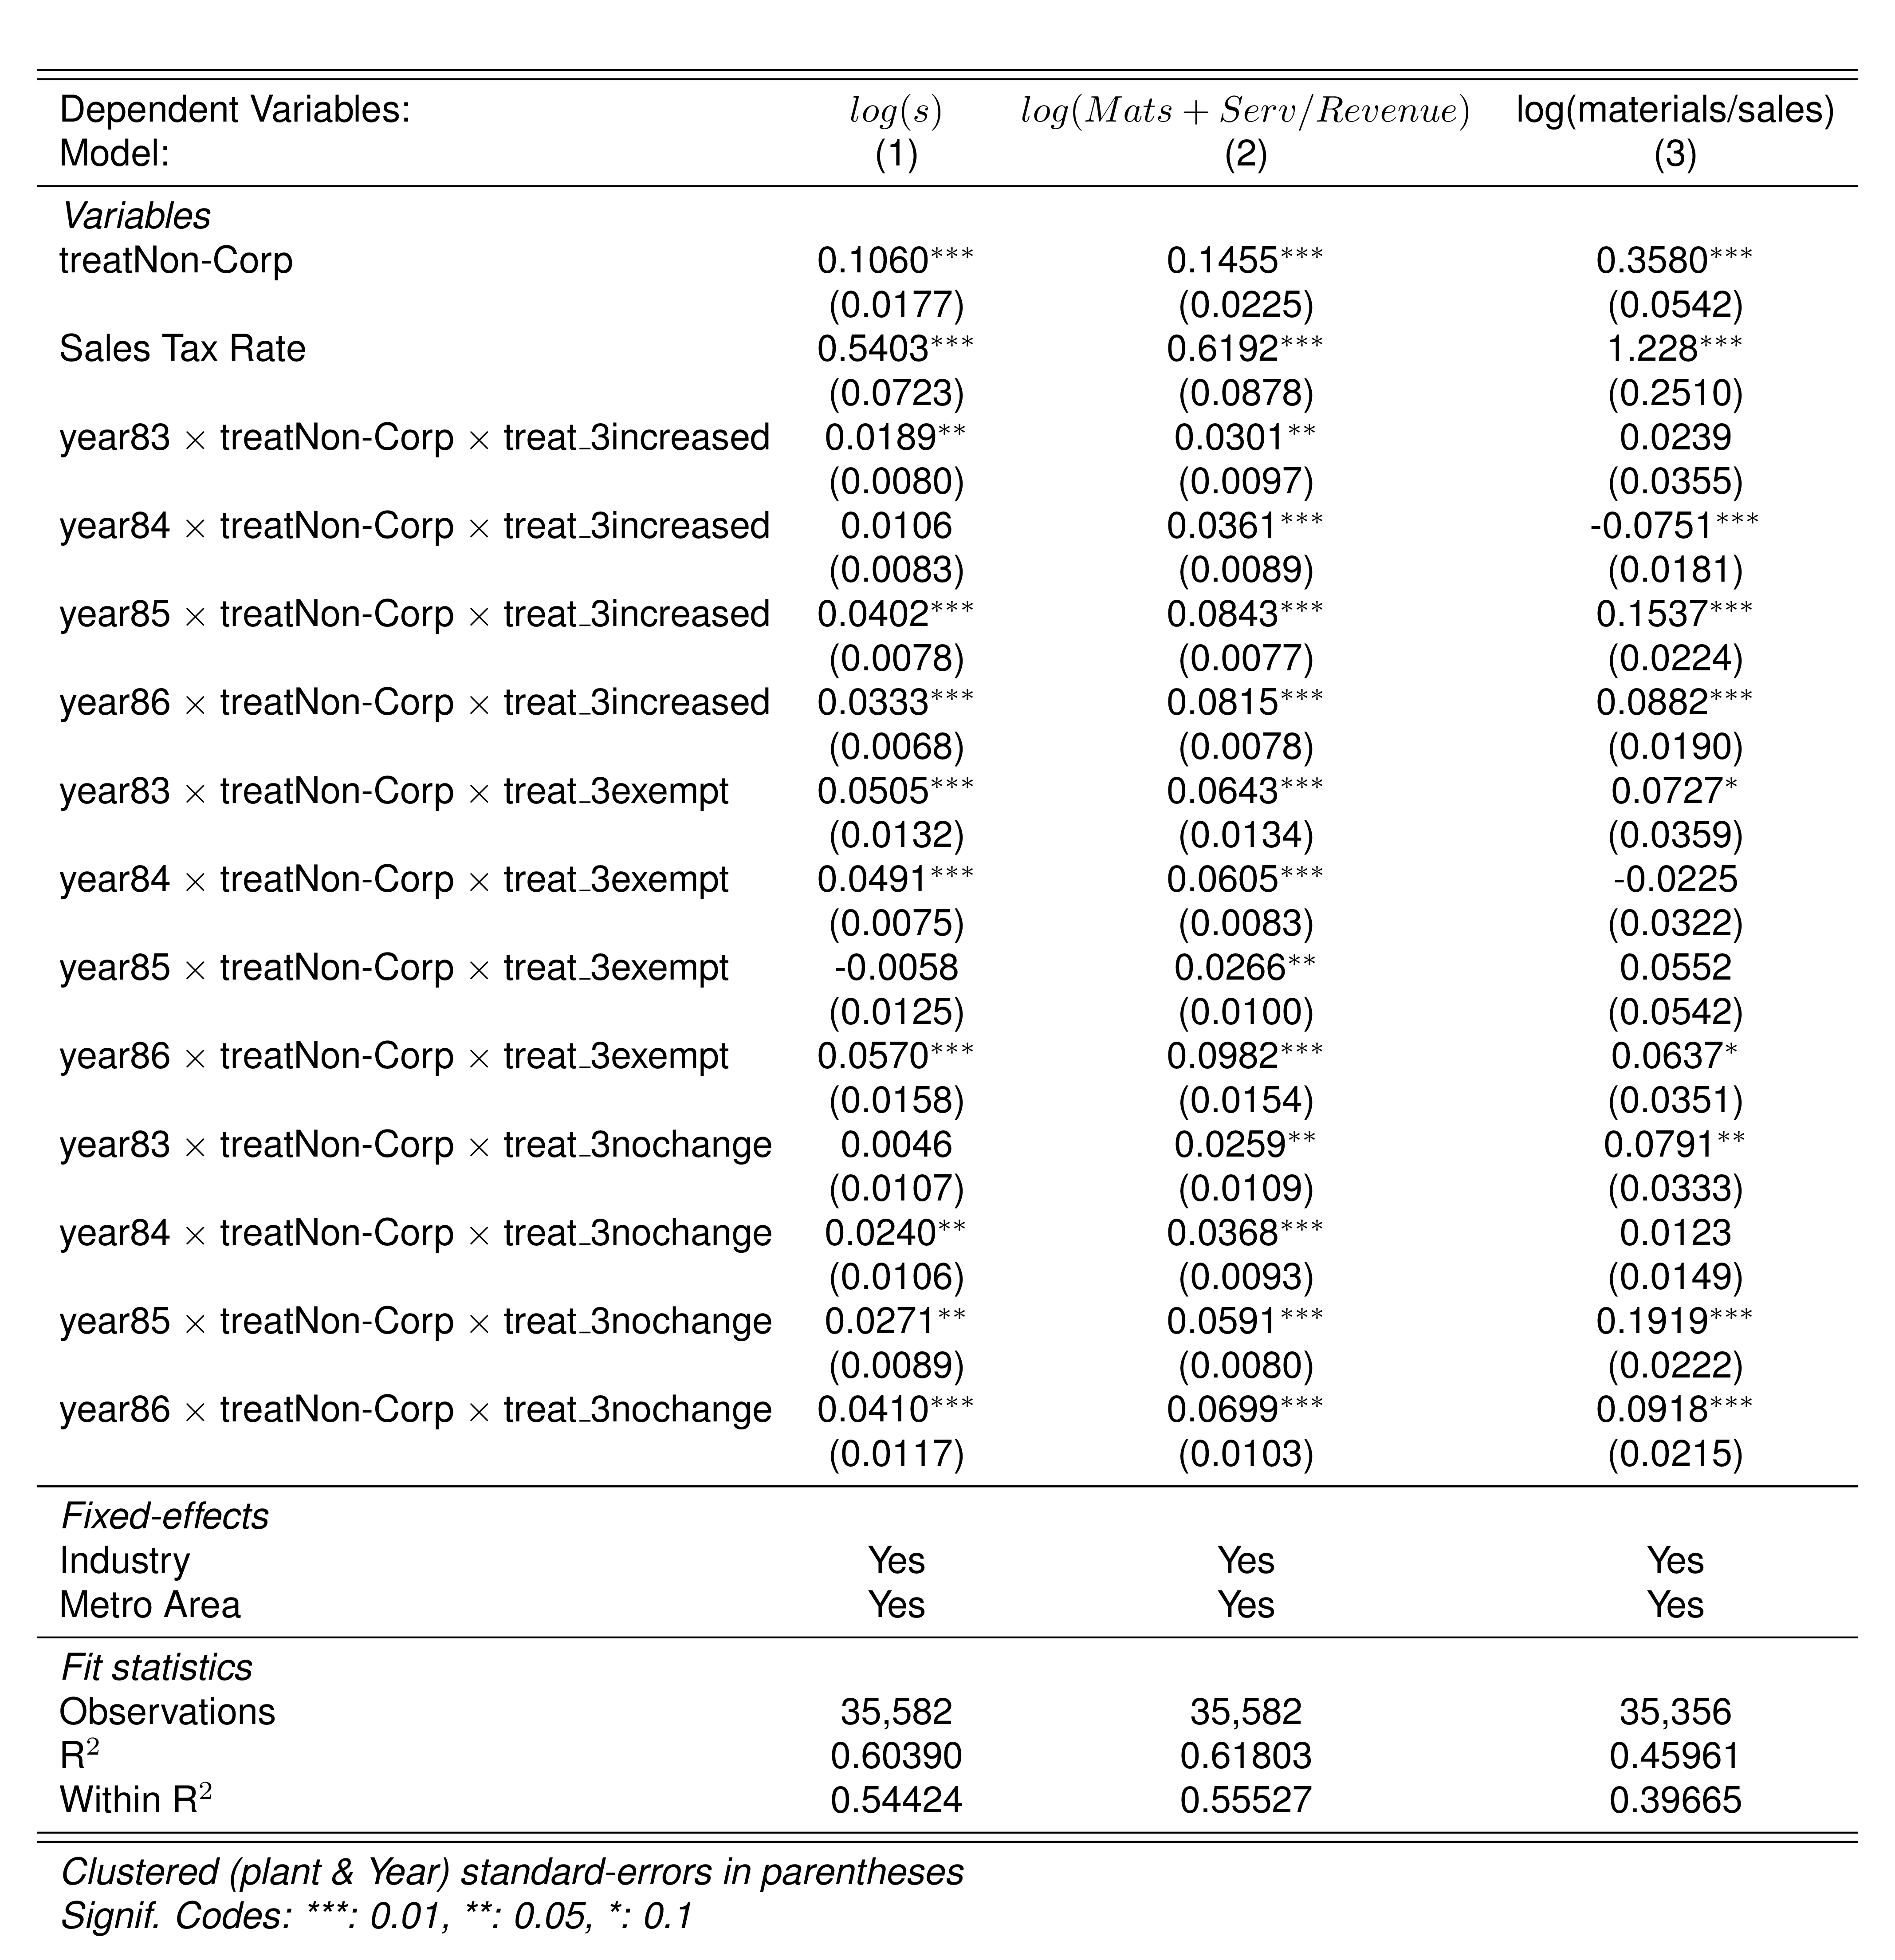 Dependent Variables: log(s) log(Mats + Serv/Revenue) log(materials/sales)
Model: (1) (2) (3)
Variables
treatNon-Corp 0.1060*** 0.1455*** 0.3580***
(0.0177) (0.0225) (0.0542)
Sales Tax Rate 0.5403*** 0.6192*** 1.228***
(0.0723) (0.0878) (0.2510)
year83 × treatNon-Corp × treat_3increased 0.0189** 0.0301** 0.0239
(0.0080) (0.0097) (0.0355)
year84 × treatNon-Corp × treat_3increased 0.0106 0.0361*** -0.0751***
(0.0083) (0.0089) (0.0181)
year85 × treatNon-Corp × treat_3increased 0.0402*** 0.0843*** 0.1537***
(0.0078) (0.0077) (0.0224)
year86 × treatNon-Corp × treat_3increased 0.0333*** 0.0815*** 0.0882***
(0.0068) (0.0078) (0.0190)
year83 × treatNon-Corp × treat_3exempt 0.0505*** 0.0643*** 0.0727*
(0.0132) (0.0134) (0.0359)
year84 × treatNon-Corp × treat_3exempt 0.0491*** 0.0605*** -0.0225
(0.0075) (0.0083) (0.0322)
year85 × treatNon-Corp × treat_3exempt -0.0058 0.0266** 0.0552
(0.0125) (0.0100) (0.0542)
year86 × treatNon-Corp × treat_3exempt 0.0570*** 0.0982*** 0.0637*
(0.0158) (0.0154) (0.0351)
year83 × treatNon-Corp × treat_3nochange 0.0046 0.0259** 0.0791**
(0.0107) (0.0109) (0.0333)
year84 × treatNon-Corp × treat_3nochange 0.0240** 0.0368*** 0.0123
(0.0106) (0.0093) (0.0149)
year85 × treatNon-Corp × treat_3nochange 0.0271** 0.0591*** 0.1919***
(0.0089) (0.0080) (0.0222)
year86 × treatNon-Corp × treat_3nochange 0.0410*** 0.0699*** 0.0918***
(0.0117) (0.0103) (0.0215)
Fixed-effects
Industry Yes Yes Yes
Metro Area Yes Yes Yes
Fit statistics
Observations 35,582 35,582 35,356
R² 0.60390 0.61803 0.45961
Within R² 0.54424 0.55527 0.39665
Clustered (plant & Year) standard-errors in parentheses
Signif. Codes: ***: 0.01, **: 0.05, *: 0.1